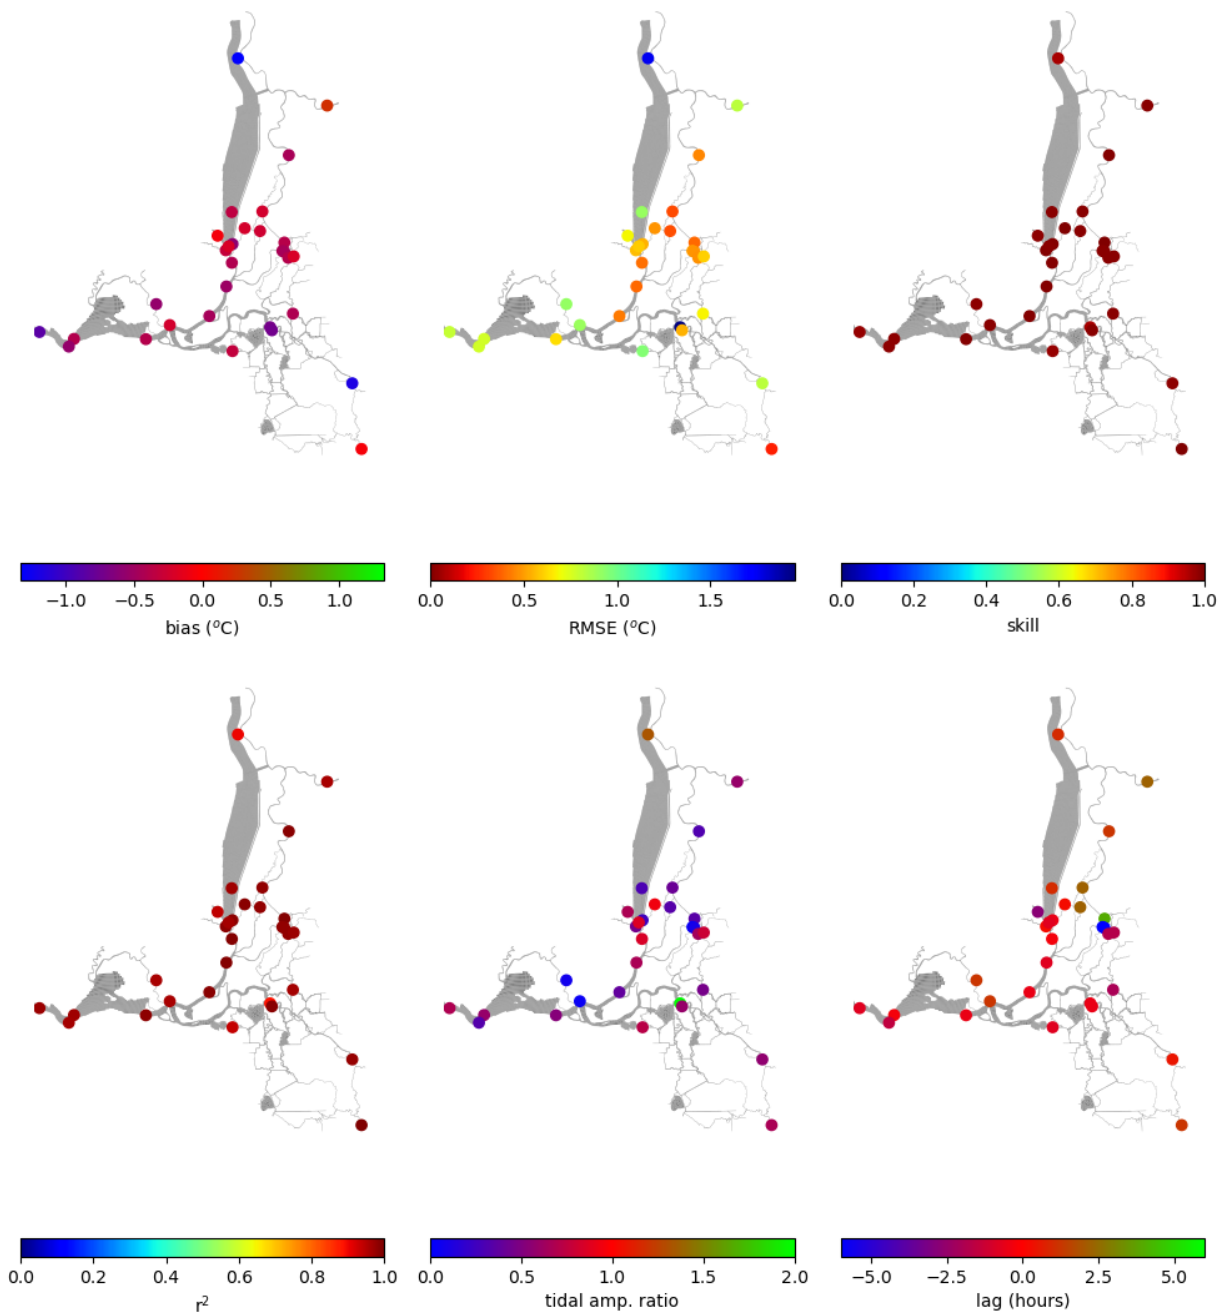 −1.0 −0.5 0.0 0.5 1.0
bias (°C)
0.0 0.5 1.0 1.5
RMSE (°C)
0.0 0.2 0.4 0.6 0.8 1.0
skill
0.0 0.2 0.4 0.6 0.8 1.0
r²
0.0 0.5 1.0 1.5 2.0
tidal amp. ratio
−5.0 −2.5 0.0 2.5 5.0
lag (hours)